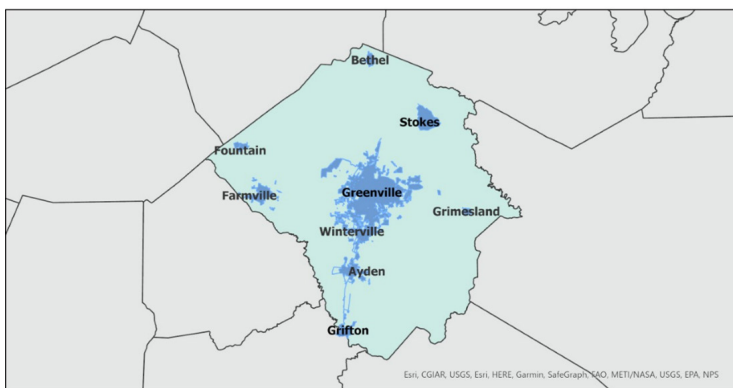 Bethel
Stokes
Fountain
Greenville
Farmville
Grimesland
Winterville
Ayden
Grifton
Esri, CGIAR, USGS, Esri, HERE, Garmin, SafeGraph, FAO, METI/NASA, USGS, EPA, NPS